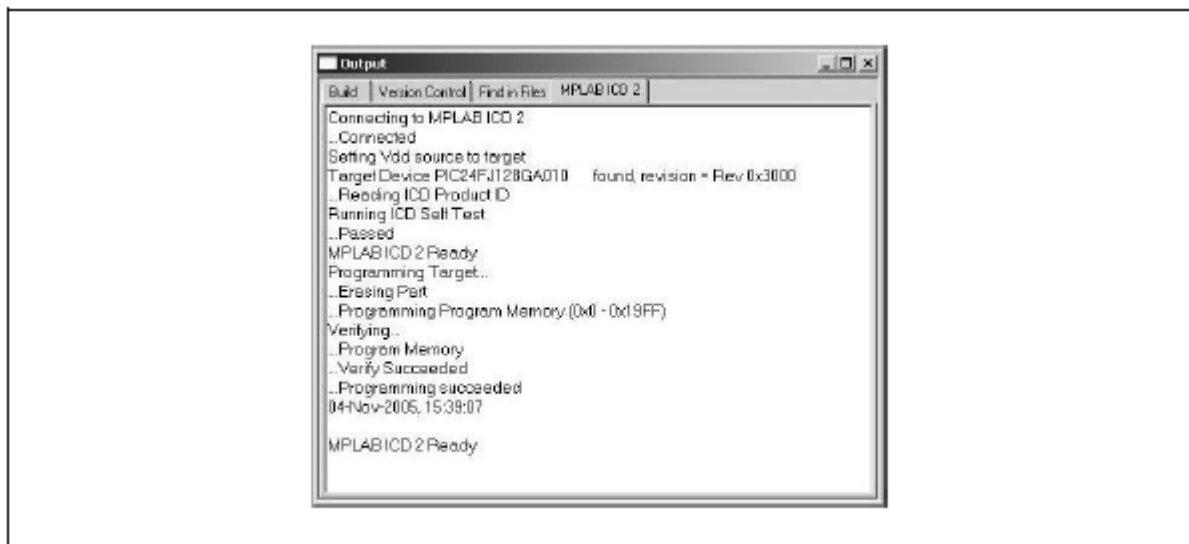 Output
Build Version Control Find in Files MPLAB ICD 2
Connecting to MPLAB ICD 2
...Connected
Setting Vdd source to target
Target Device PIC24FJ128GA010 found, revision = Rev 0x3000
...Reading ICD Product ID
Running ICD Self Test
...Passed
MPLAB ICD 2 Ready
Programming Target...
...Erasing Part
...Programming Program Memory (0x0 - 0x19FF)
Verifying...
...Program Memory
...Verify Succeeded
...Programming succeeded
04-Nov-2005, 15:39:07
MPLAB ICD 2 Ready